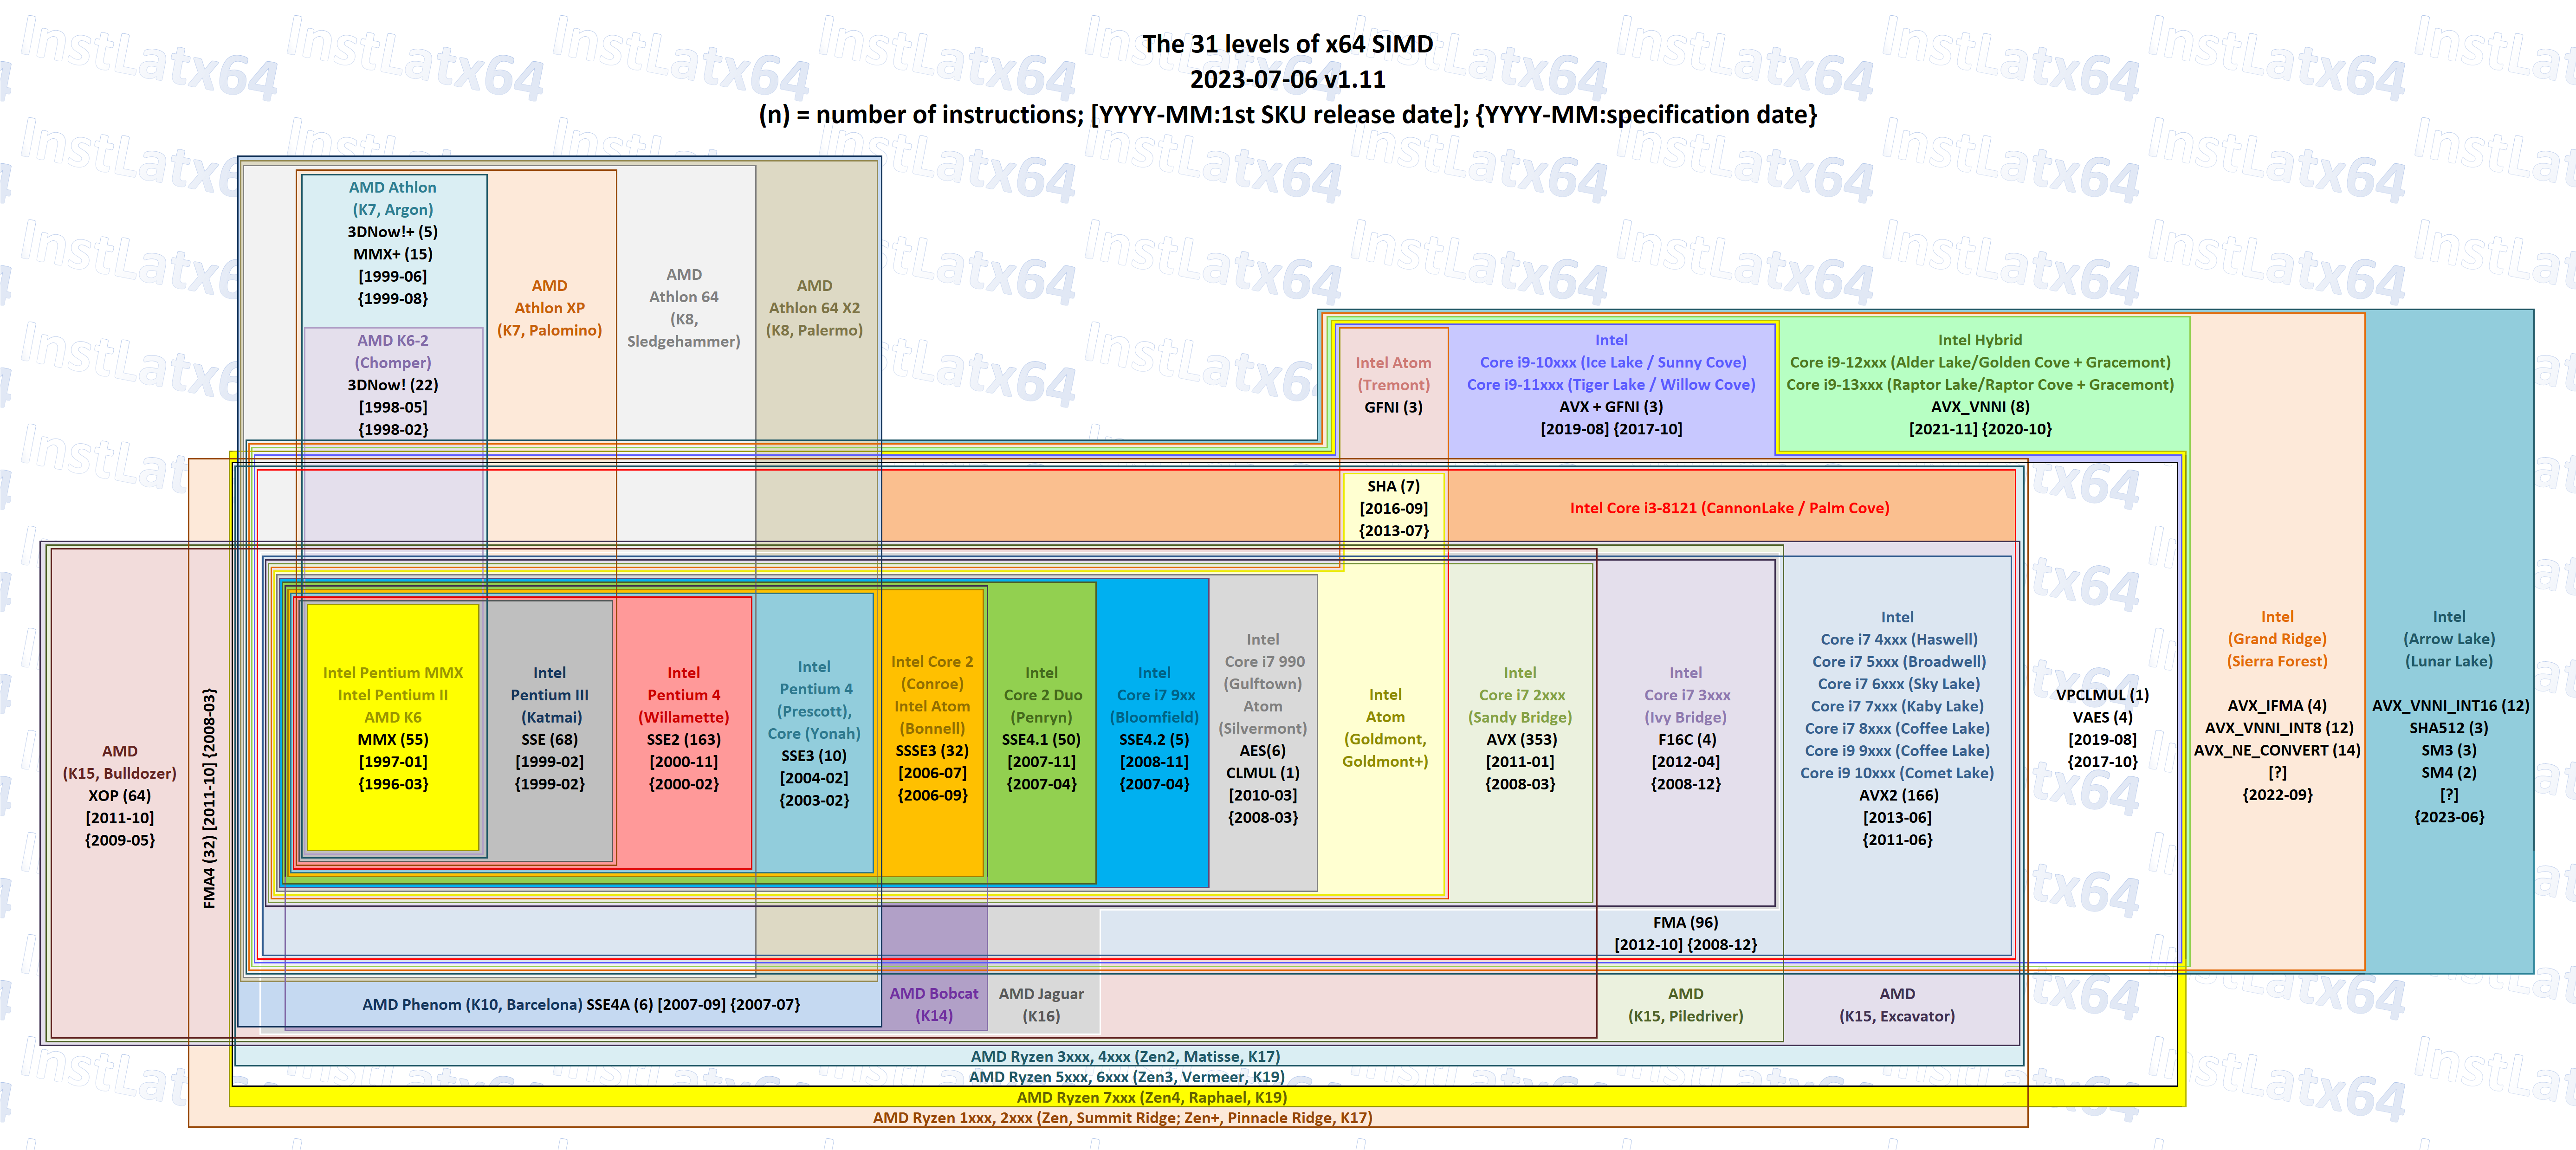 The 31 levels of x64 SIMD
2023-07-06 v1.11
(n) = number of instructions; [YYYY-MM:1st SKU release date]; {YYYY-MM:specification date}
AMD Athlon
(K7, Argon)
3DNow!+ (5)
MMX+ (15)
[1999-06]
{1999-08}
AMD K6-2
(Chomper)
3DNow! (22)
[1998-05]
{1998-02}
AMD
Athlon XP
(K7, Palomino)
AMD
Athlon 64
(K8,
Sledgehammer)
AMD
Athlon 64 X2
(K8, Palermo)
Intel Atom
(Tremont)
GFNI (3)
Intel
Core i9-10xxx (Ice Lake / Sunny Cove)
Core i9-11xxx (Tiger Lake / Willow Cove)
AVX + GFNI (3)
[2019-08] {2017-10}
Intel Hybrid
Core i9-12xxx (Alder Lake/Golden Cove + Gracemont)
Core i9-13xxx (Raptor Lake/Raptor Cove + Gracemont)
AVX_VNNI (8)
[2021-11] {2020-10}
SHA (7)
[2016-09]
{2013-07}
Intel Core i3-8121 (CannonLake / Palm Cove)
AMD
(K15, Bulldozer)
XOP (64)
[2011-10]
{2009-05}
FMA4 (32) [2011-10] {2008-03}
Intel Pentium MMX
Intel Pentium II
AMD K6
MMX (55)
[1997-01]
{1996-03}
Intel
Pentium III
(Katmai)
SSE (68)
[1999-02]
{1999-02}
Intel
Pentium 4
(Willamette)
SSE2 (163)
[2000-11]
{2000-02}
Intel
Pentium 4
(Prescott),
Core (Yonah)
SSE3 (10)
[2004-02]
{2003-02}
Intel Core 2
(Conroe)
Intel Atom
(Bonnell)
SSSE3 (32)
[2006-07]
{2006-09}
Intel
Core 2 Duo
(Penryn)
SSE4.1 (50)
[2007-11]
{2007-04}
Intel
Core i7 9xx
(Bloomfield)
SSE4.2 (5)
[2008-11]
{2007-04}
Intel
Core i7 990
(Gulftown)
Atom
(Silvermont)
AES(6)
CLMUL (1)
[2010-03]
{2008-03}
Intel
Atom
(Goldmont,
Goldmont+)
Intel
Core i7 2xxx
(Sandy Bridge)
AVX (353)
[2011-01]
{2008-03}
Intel
Core i7 3xxx
(Ivy Bridge)
F16C (4)
[2012-04]
{2008-12}
Intel
Core i7 4xxx (Haswell)
Core i7 5xxx (Broadwell)
Core i7 6xxx (Sky Lake)
Core i7 7xxx (Kaby Lake)
Core i7 8xxx (Coffee Lake)
Core i9 9xxx (Coffee Lake)
Core i9 10xxx (Comet Lake)
AVX2 (166)
[2013-06]
{2011-06}
VPCLMUL (1)
VAES (4)
[2019-08]
{2017-10}
Intel
(Grand Ridge)
(Sierra Forest)
AVX_IFMA (4)
AVX_VNNI_INT8 (12)
AVX_NE_CONVERT (14)
[?]
{2022-09}
Intel
(Arrow Lake)
(Lunar Lake)
AVX_VNNI_INT16 (12)
SHA512 (3)
SM3 (3)
SM4 (2)
[?]
{2023-06}
FMA (96)
[2012-10] {2008-12}
AMD Phenom (K10, Barcelona) SSE4A (6) [2007-09] {2007-07}
AMD Bobcat
(K14)
AMD Jaguar
(K16)
AMD
(K15, Piledriver)
AMD
(K15, Excavator)
AMD Ryzen 3xxx, 4xxx (Zen2, Matisse, K17)
AMD Ryzen 5xxx, 6xxx (Zen3, Vermeer, K19)
AMD Ryzen 7xxx (Zen4, Raphael, K19)
AMD Ryzen 1xxx, 2xxx (Zen, Summit Ridge; Zen+, Pinnacle Ridge, K17)
InstLatx64